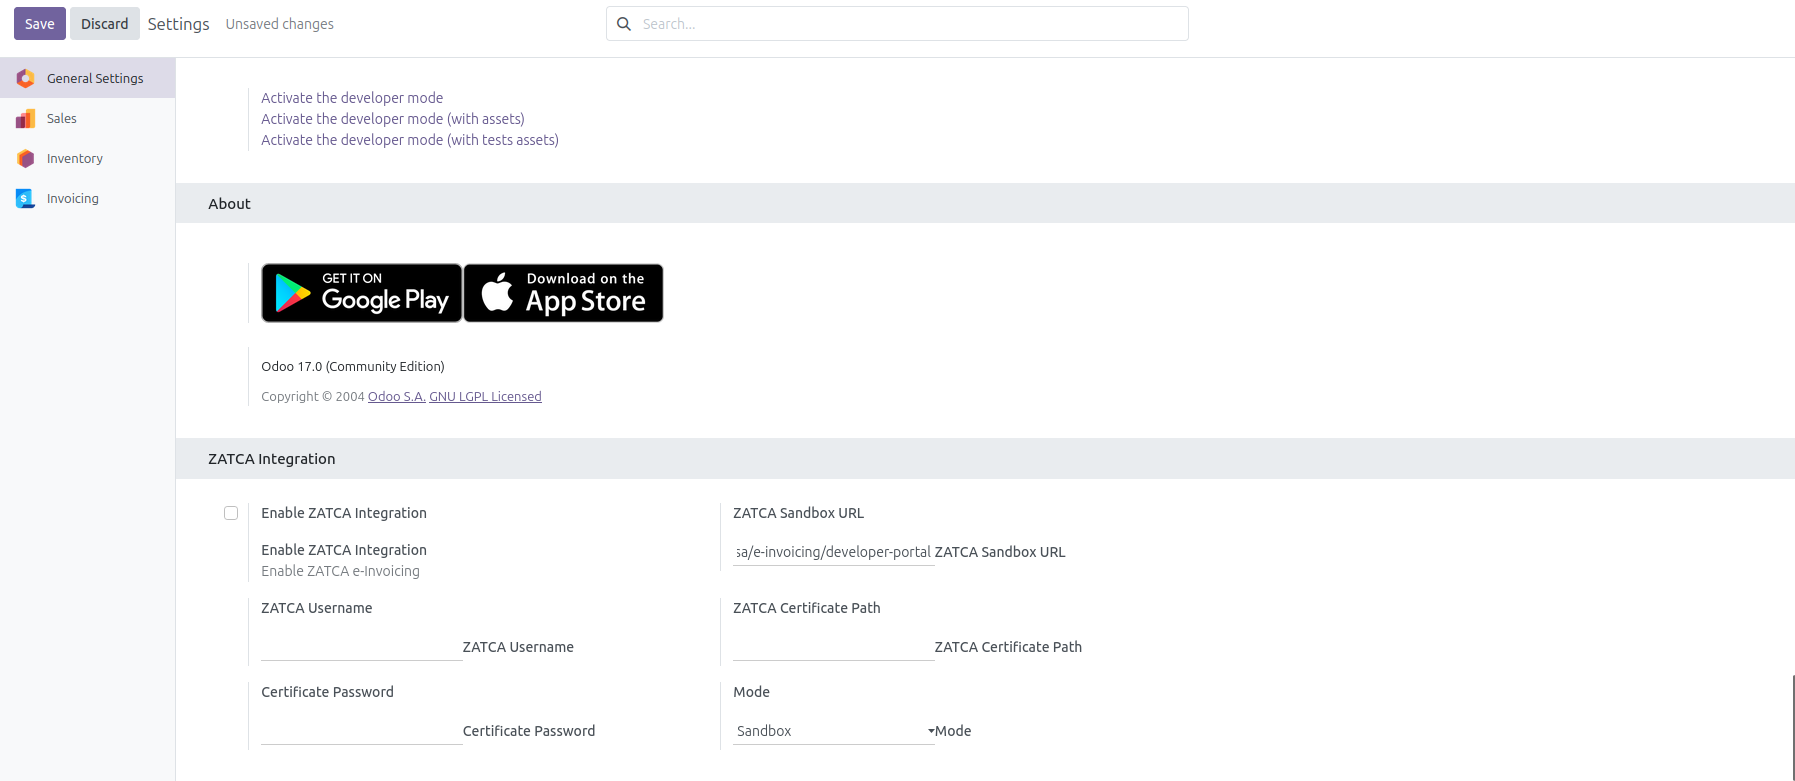 Save Discard Settings Unsaved changes Search...
General Settings
Sales
Inventory
Invoicing
Activate the developer mode
Activate the developer mode (with assets)
Activate the developer mode (with tests assets)
About
GET IT ON
Google Play
Download on the
App Store
Odoo 17.0 (Community Edition)
Copyright © 2004 Odoo S.A. GNU LGPL Licensed
ZATCA Integration
Enable ZATCA Integration
Enable ZATCA Integration
Enable ZATCA e-Invoicing
ZATCA Sandbox URL
sa/e-invoicing/developer-portal ZATCA Sandbox URL
ZATCA Username
ZATCA Username
ZATCA Certificate Path
ZATCA Certificate Path
Certificate Password
Certificate Password
Mode
Sandbox Mode